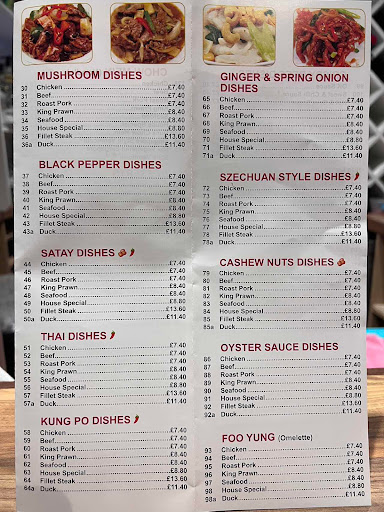 MUSHROOM DISHES
30 Chicken £7.40
31 Beef £7.40
32 Roast Pork £7.40
33 King Prawn £8.40
34 Seafood £8.40
35 House Special £8.80
36 Fillet Steak £13.60
36a Duck £11.40
BLACK PEPPER DISHES
37 Chicken £7.40
38 Beef £7.40
39 Roast Pork £7.40
40 King Prawn £8.40
41 Seafood £8.40
42 House Special £8.80
43 Fillet Steak £13.60
43a Duck £11.40
SATAY DISHES
44 Chicken £7.40
45 Beef £7.40
46 Roast Pork £7.40
47 King Prawn £8.40
48 Seafood £8.40
49 House Special £8.80
50 Fillet Steak £13.60
50a Duck £11.40
THAI DISHES
51 Chicken £7.40
52 Beef £7.40
53 Roast Pork £7.40
54 King Prawn £8.40
55 Seafood £8.40
56 House Special £8.80
57 Fillet Steak £13.60
57a Duck £11.40
KUNG PO DISHES
58 Chicken £7.40
59 Beef £7.40
60 Roast Pork £7.40
61 King Prawn £8.40
62 Seafood £8.40
63 House Special £8.80
64 Fillet Steak £13.60
64a Duck £11.40
GINGER & SPRING ONION
DISHES
65 Chicken £7.40
66 Beef £7.40
67 Roast Pork £7.40
68 King Prawn £8.40
69 Seafood £8.40
70 House Special £8.80
71 Fillet Steak £13.60
71a Duck £11.40
SZECHUAN STYLE DISHES
72 Chicken £7.40
73 Beef £7.40
74 Roast Pork £7.40
75 King Prawn £8.40
76 Seafood £8.40
77 House Special £8.80
78 Fillet Steak £13.60
78a Duck £11.40
CASHEW NUTS DISHES
79 Chicken £7.40
80 Beef £7.40
81 Roast Pork £7.40
82 King Prawn £8.40
83 Seafood £8.40
84 House Special £8.80
85 Fillet Steak £13.60
85a Duck £11.40
OYSTER SAUCE DISHES
86 Chicken £7.40
87 Beef £7.40
88 Roast Pork £7.40
89 King Prawn £8.40
90 Seafood £8.40
91 House Special £8.80
92 Fillet Steak £13.60
92a Duck £11.40
FOO YUNG (Omelette)
93 Chicken £7.40
94 Beef £7.40
95 Roast Pork £7.40
96 King Prawn £8.40
97 Seafood £8.40
98 House Special £8.80
98a Duck £11.40